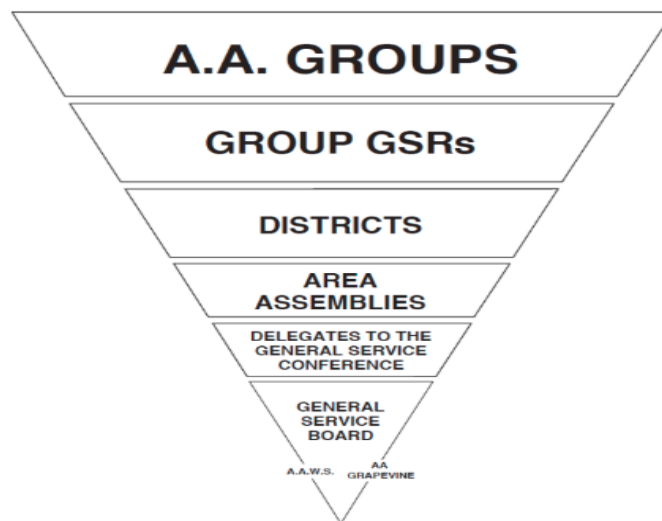 A.A. GROUPS
GROUP GSRs
DISTRICTS
AREA
ASSEMBLIES
DELEGATES TO THE
GENERAL SERVICE
CONFERENCE
GENERAL
SERVICE
BOARD
A.A.W.S.
AA
GRAPEVINE